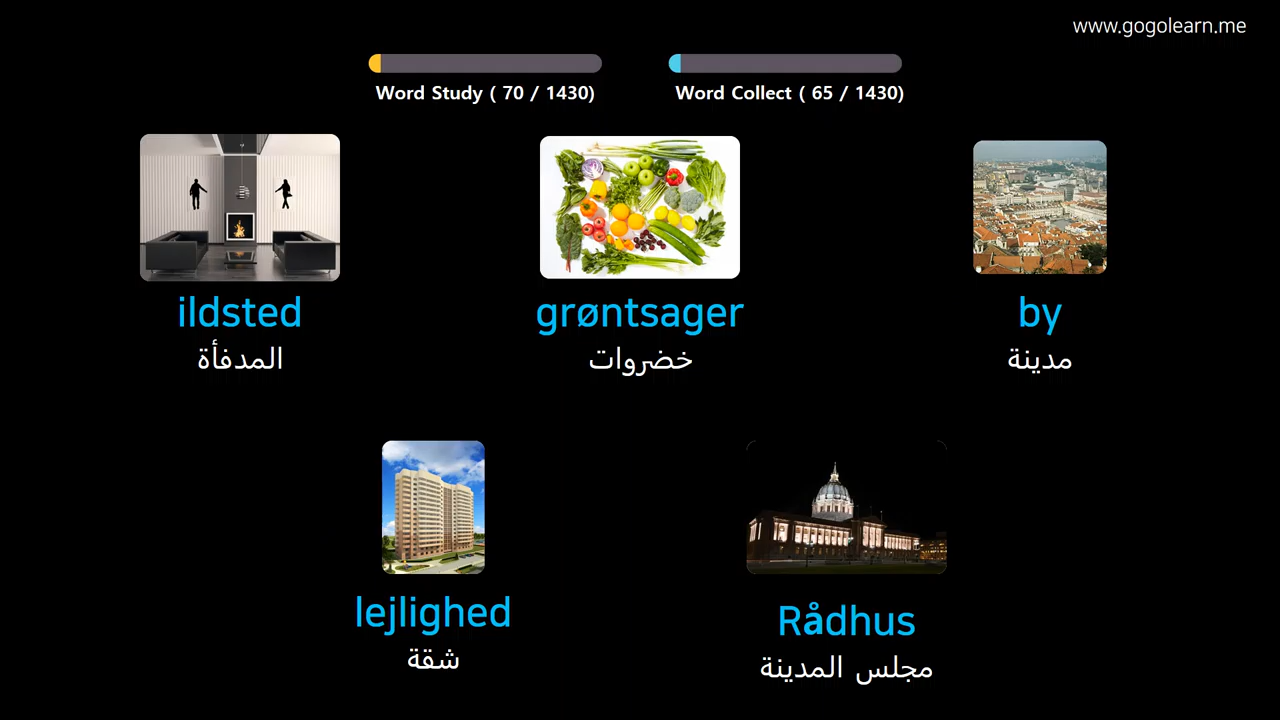 www.gogolearn.me
Word Study ( 70 / 1430)
Word Collect ( 65 / 1430)
ildsted
المدفأة
grøntsager
خضروات
by
مدينة
lejlighed
شقة
Rådhus
مجلس المدينة